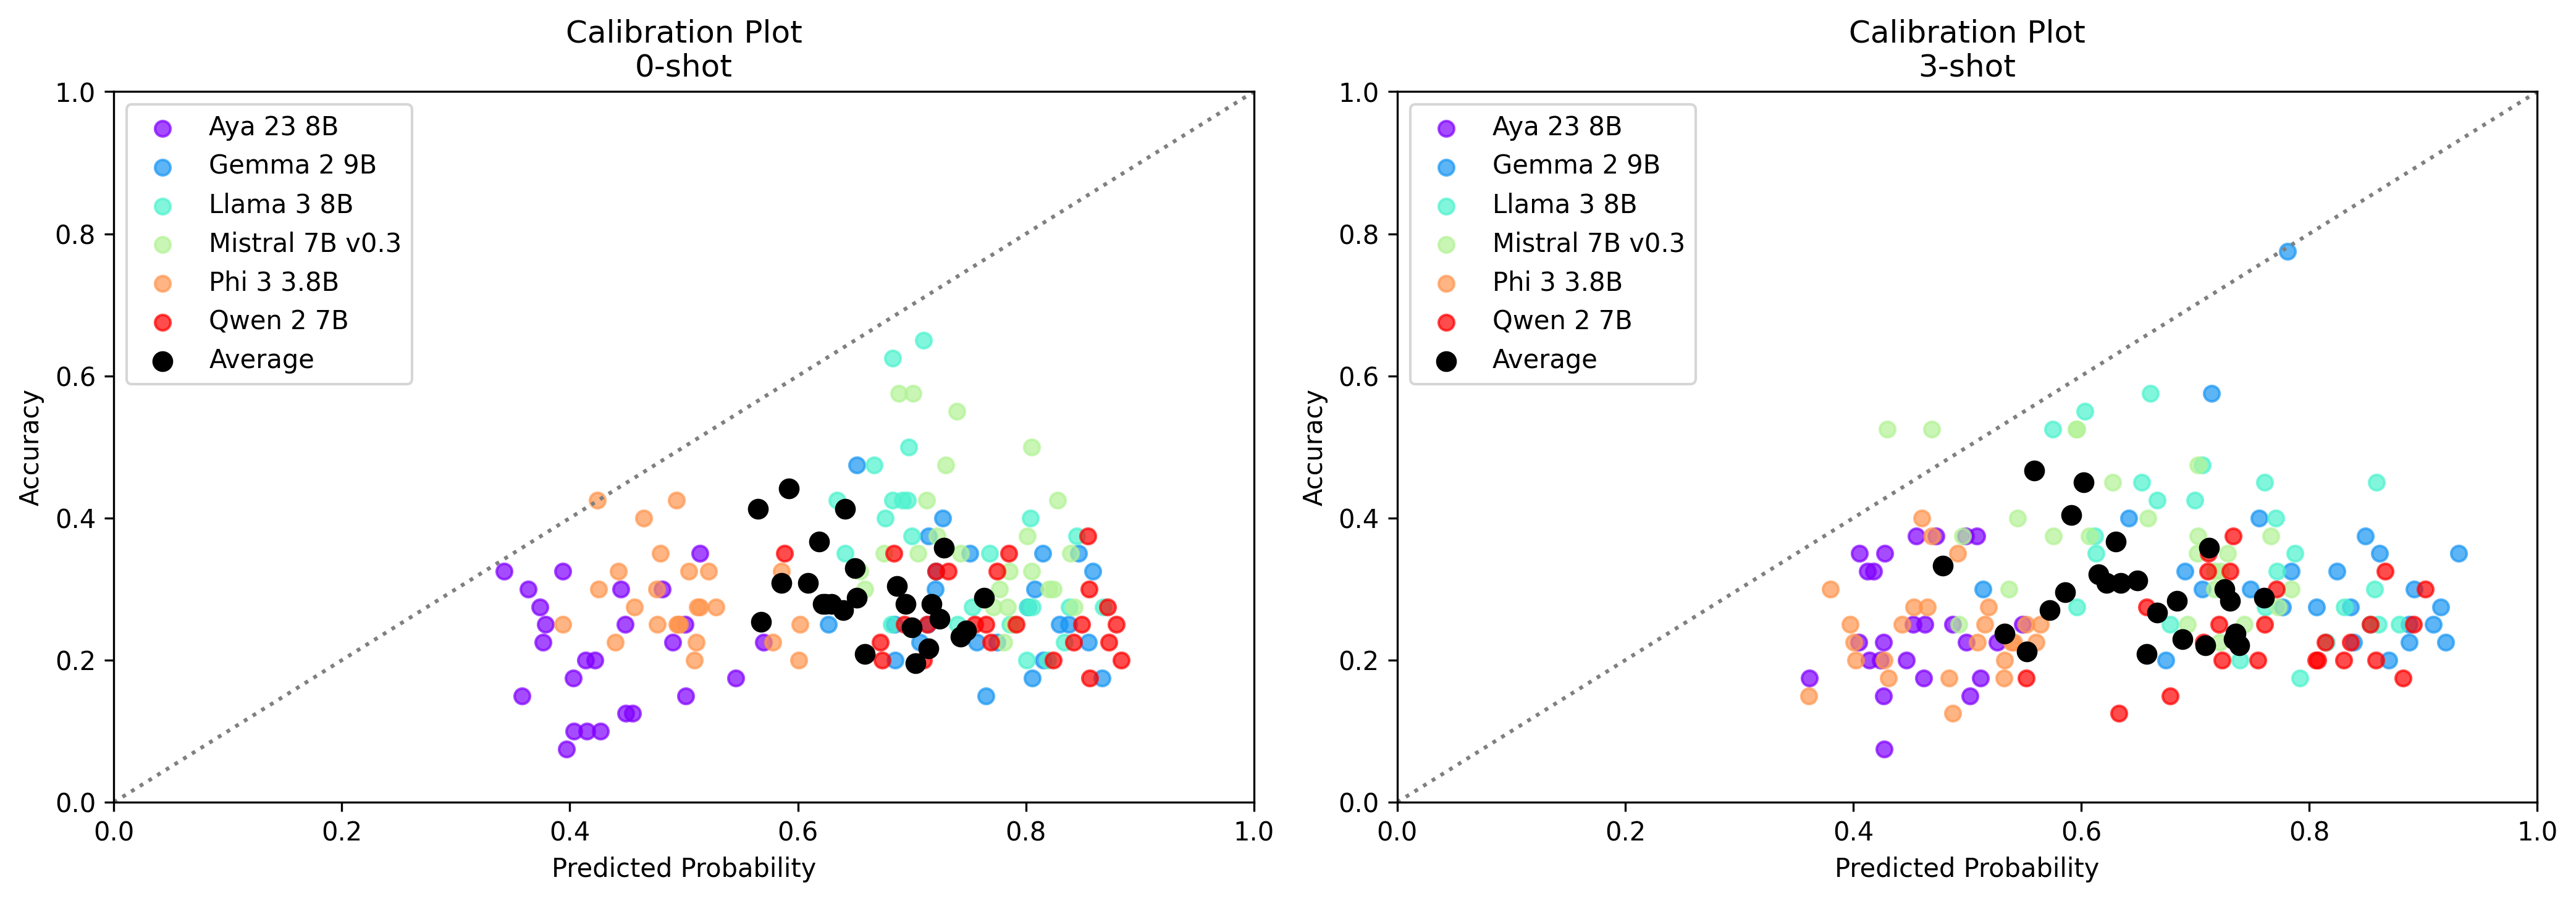 Calibration Plot
0-shot
1.0
0.8
0.6
0.4
0.2
0.0
Accuracy
Aya 23 8B
Gemma 2 9B
Llama 3 8B
Mistral 7B v0.3
Phi 3 3.8B
Qwen 2 7B
Average
0.0 0.2 0.4 0.6 0.8 1.0
Predicted Probability
Calibration Plot
3-shot
1.0
0.8
0.6
0.4
0.2
0.0
Accuracy
Aya 23 8B
Gemma 2 9B
Llama 3 8B
Mistral 7B v0.3
Phi 3 3.8B
Qwen 2 7B
Average
0.0 0.2 0.4 0.6 0.8 1.0
Predicted Probability